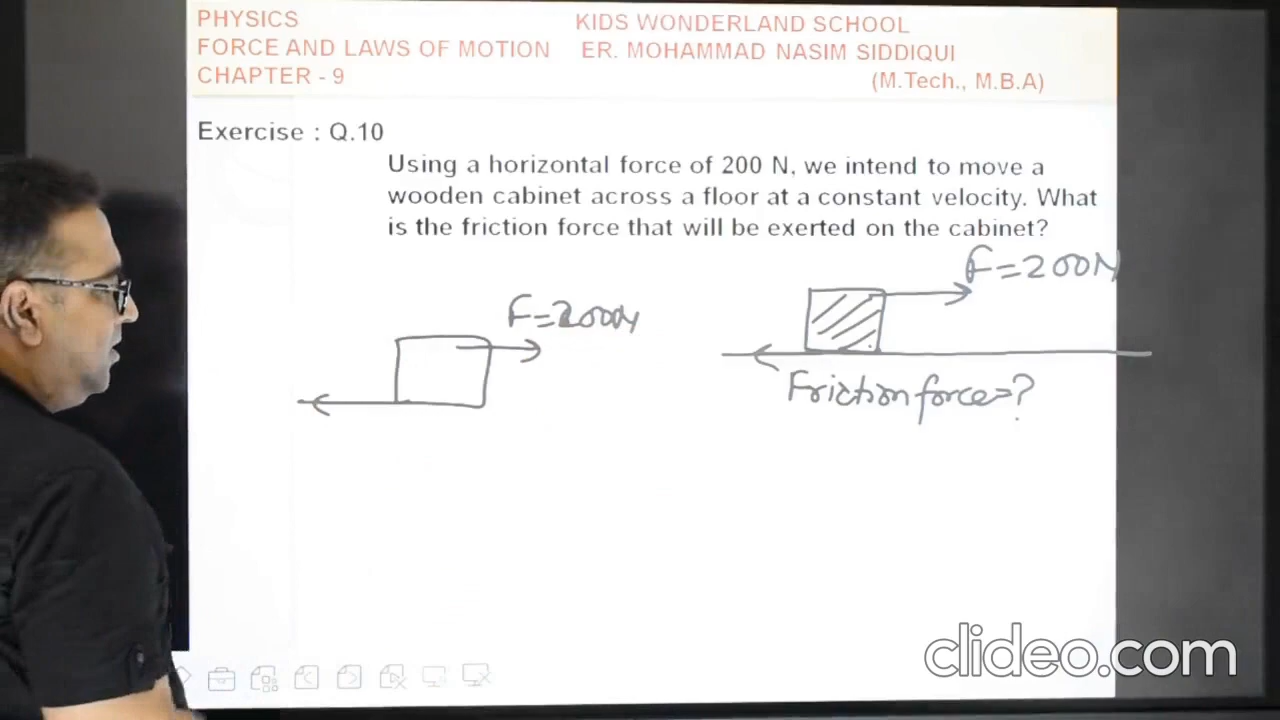 PHYSICS KIDS WONDERLAND SCHOOL
FORCE AND LAWS OF MOTION ER. MOHAMMAD NASIM SIDDIQUI
CHAPTER - 9 (M.Tech., M.B.A)
Exercise : Q.10
Using a horizontal force of 200 N, we intend to move a
wooden cabinet across a floor at a constant velocity. What
is the friction force that will be exerted on the cabinet?
F=200N
F=200N
Friction force=?
clideo.com